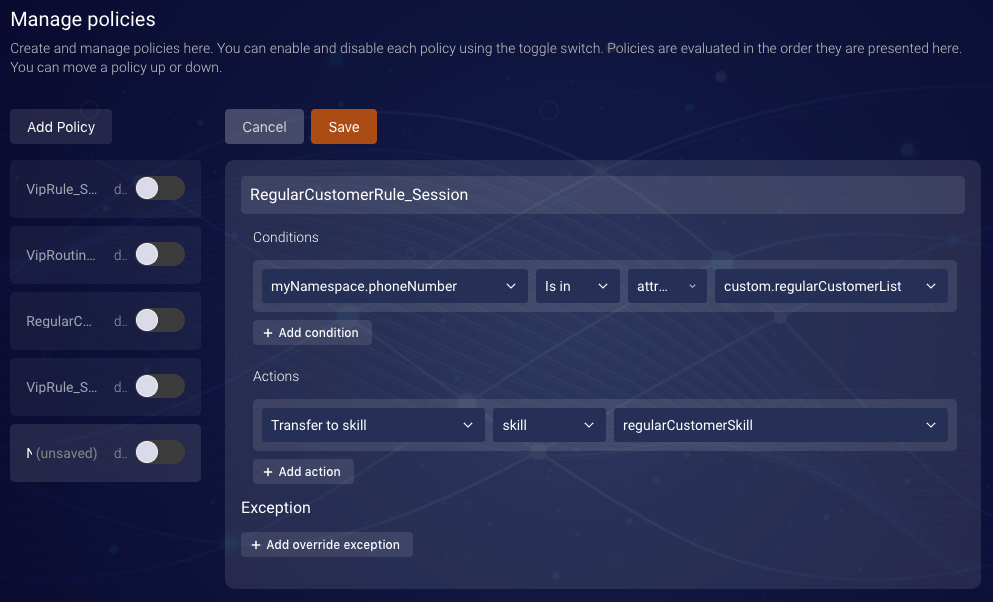 Manage policies
Create and manage policies here. You can enable and disable each policy using the toggle switch. Policies are evaluated in the order they are presented here.
You can move a policy up or down.
Add Policy
Cancel
Save
VipRule_S... d..
VipRoutin... d..
RegularC... d..
VipRule_S... d..
N (unsaved) d..
RegularCustomerRule_Session
Conditions
myNamespace.phoneNumber Is in attr... custom.regularCustomerList
+ Add condition
Actions
Transfer to skill skill regularCustomerSkill
+ Add action
Exception
+ Add override exception